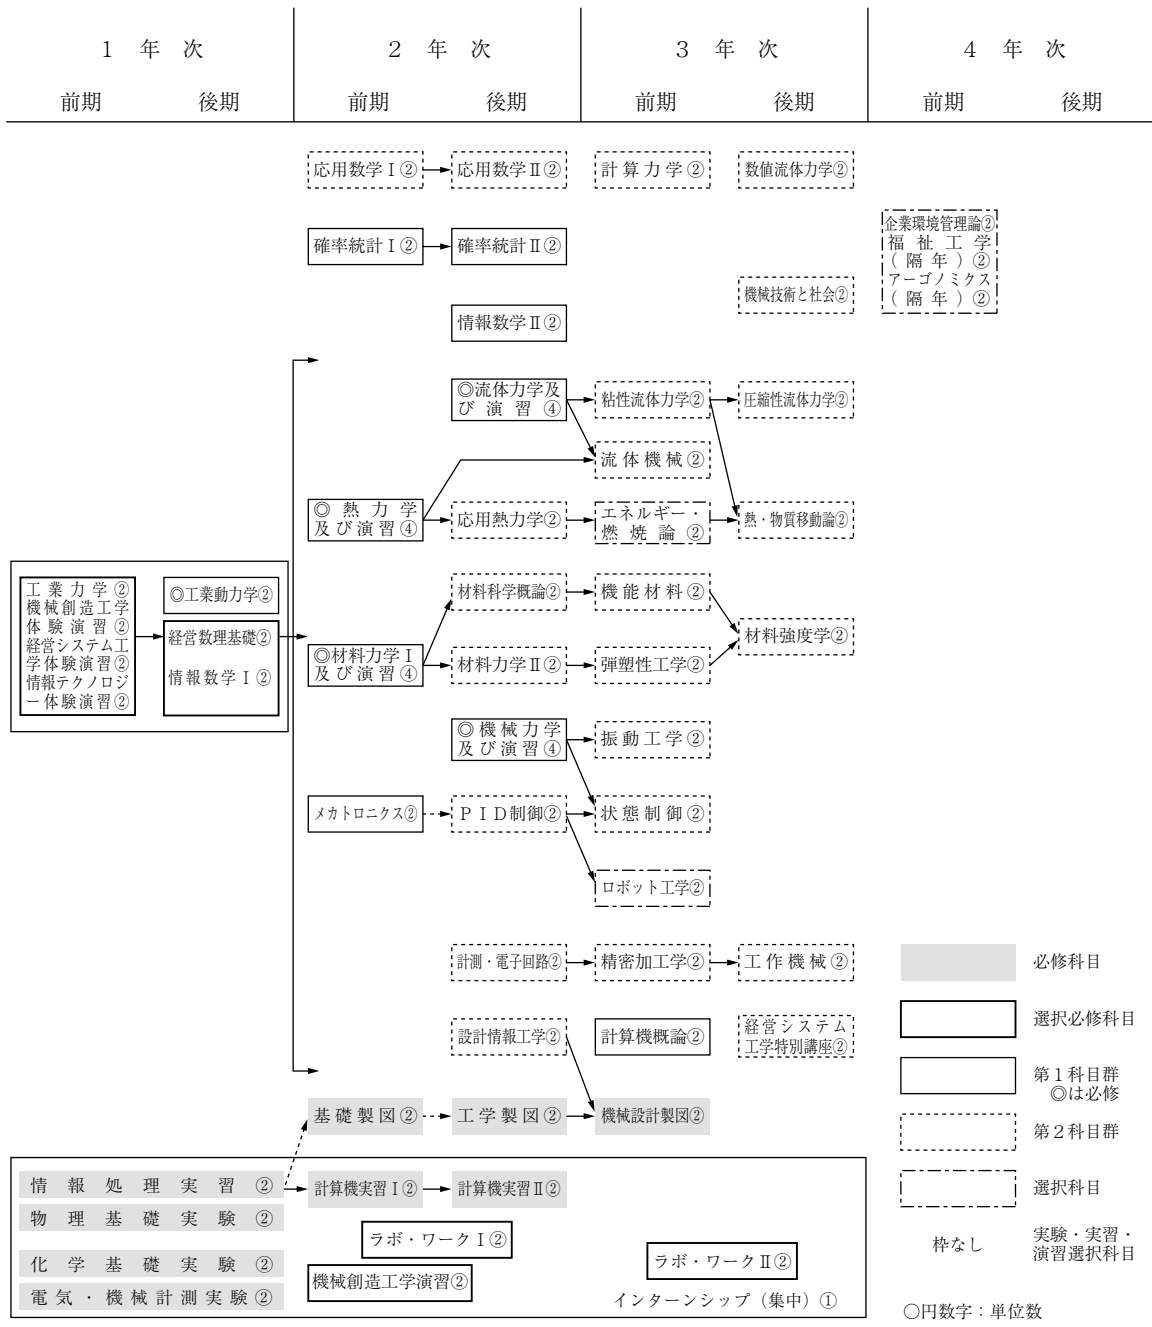 1 年 次
2 年 次
3 年 次
4 年 次
前期
後期
前期
後期
前期
後期
前期
後期
応用数学Ⅰ②
応用数学Ⅱ②
計算力学②
数値流体力学②
確率統計Ⅰ②
確率統計Ⅱ②
企業環境管理論②
福祉工学
(隔年)②
アーゴノミクス
(隔年)②
機械技術と社会②
情報数学Ⅱ②
◎流体力学及
び演習④
粘性流体力学②
圧縮性流体力学②
流体機械②
◎熱力学
及び演習④
応用熱力学②
エネルギー・
燃焼論②
熱・物質移動論②
工業力学②
機械創造工学
体験演習②
経営システム工
学体験演習②
情報テクノロジ
ー体験演習②
◎工業動力学②
経営数理基礎②
情報数学Ⅰ②
材料科学概論②
機能材料②
材料強度学②
◎材料力学Ⅰ
及び演習④
材料力学Ⅱ②
弾塑性工学②
◎機械力学
及び演習④
振動工学②
メカトロニクス②
PID制御②
状態制御②
ロボット工学②
計測・電子回路②
精密加工学②
工作機械②
設計情報工学②
計算機概論②
経営システム
工学特別講座②
基礎製図②
工学製図②
機械設計製図②
情報処理実習②
計算機実習Ⅰ②
計算機実習Ⅱ②
物理基礎実験②
ラボ・ワークⅠ②
化学基礎実験②
ラボ・ワークⅡ②
機械創造工学演習②
電気・機械計測実験②
インターンシップ（集中）①
必修科目
選択必修科目
第1科目群
◎は必修
第2科目群
選択科目
枠なし
実験・実習・
演習選択科目
○円数字：単位数